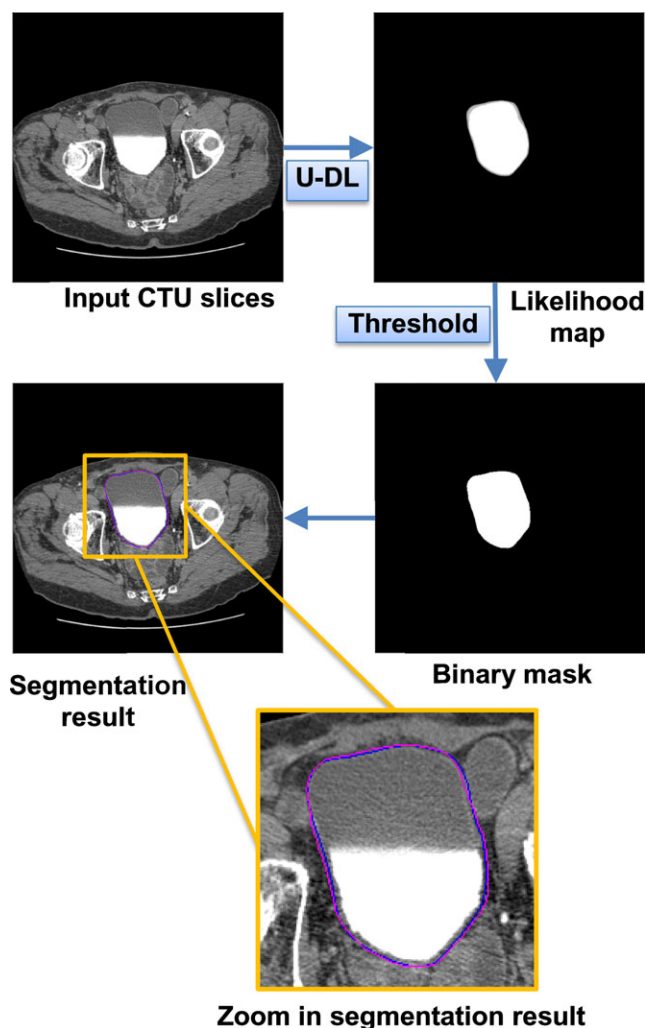 U-DL
Input CTU slices
Likelihood
map
Threshold
Segmentation
result
Binary mask
Zoom in segmentation result